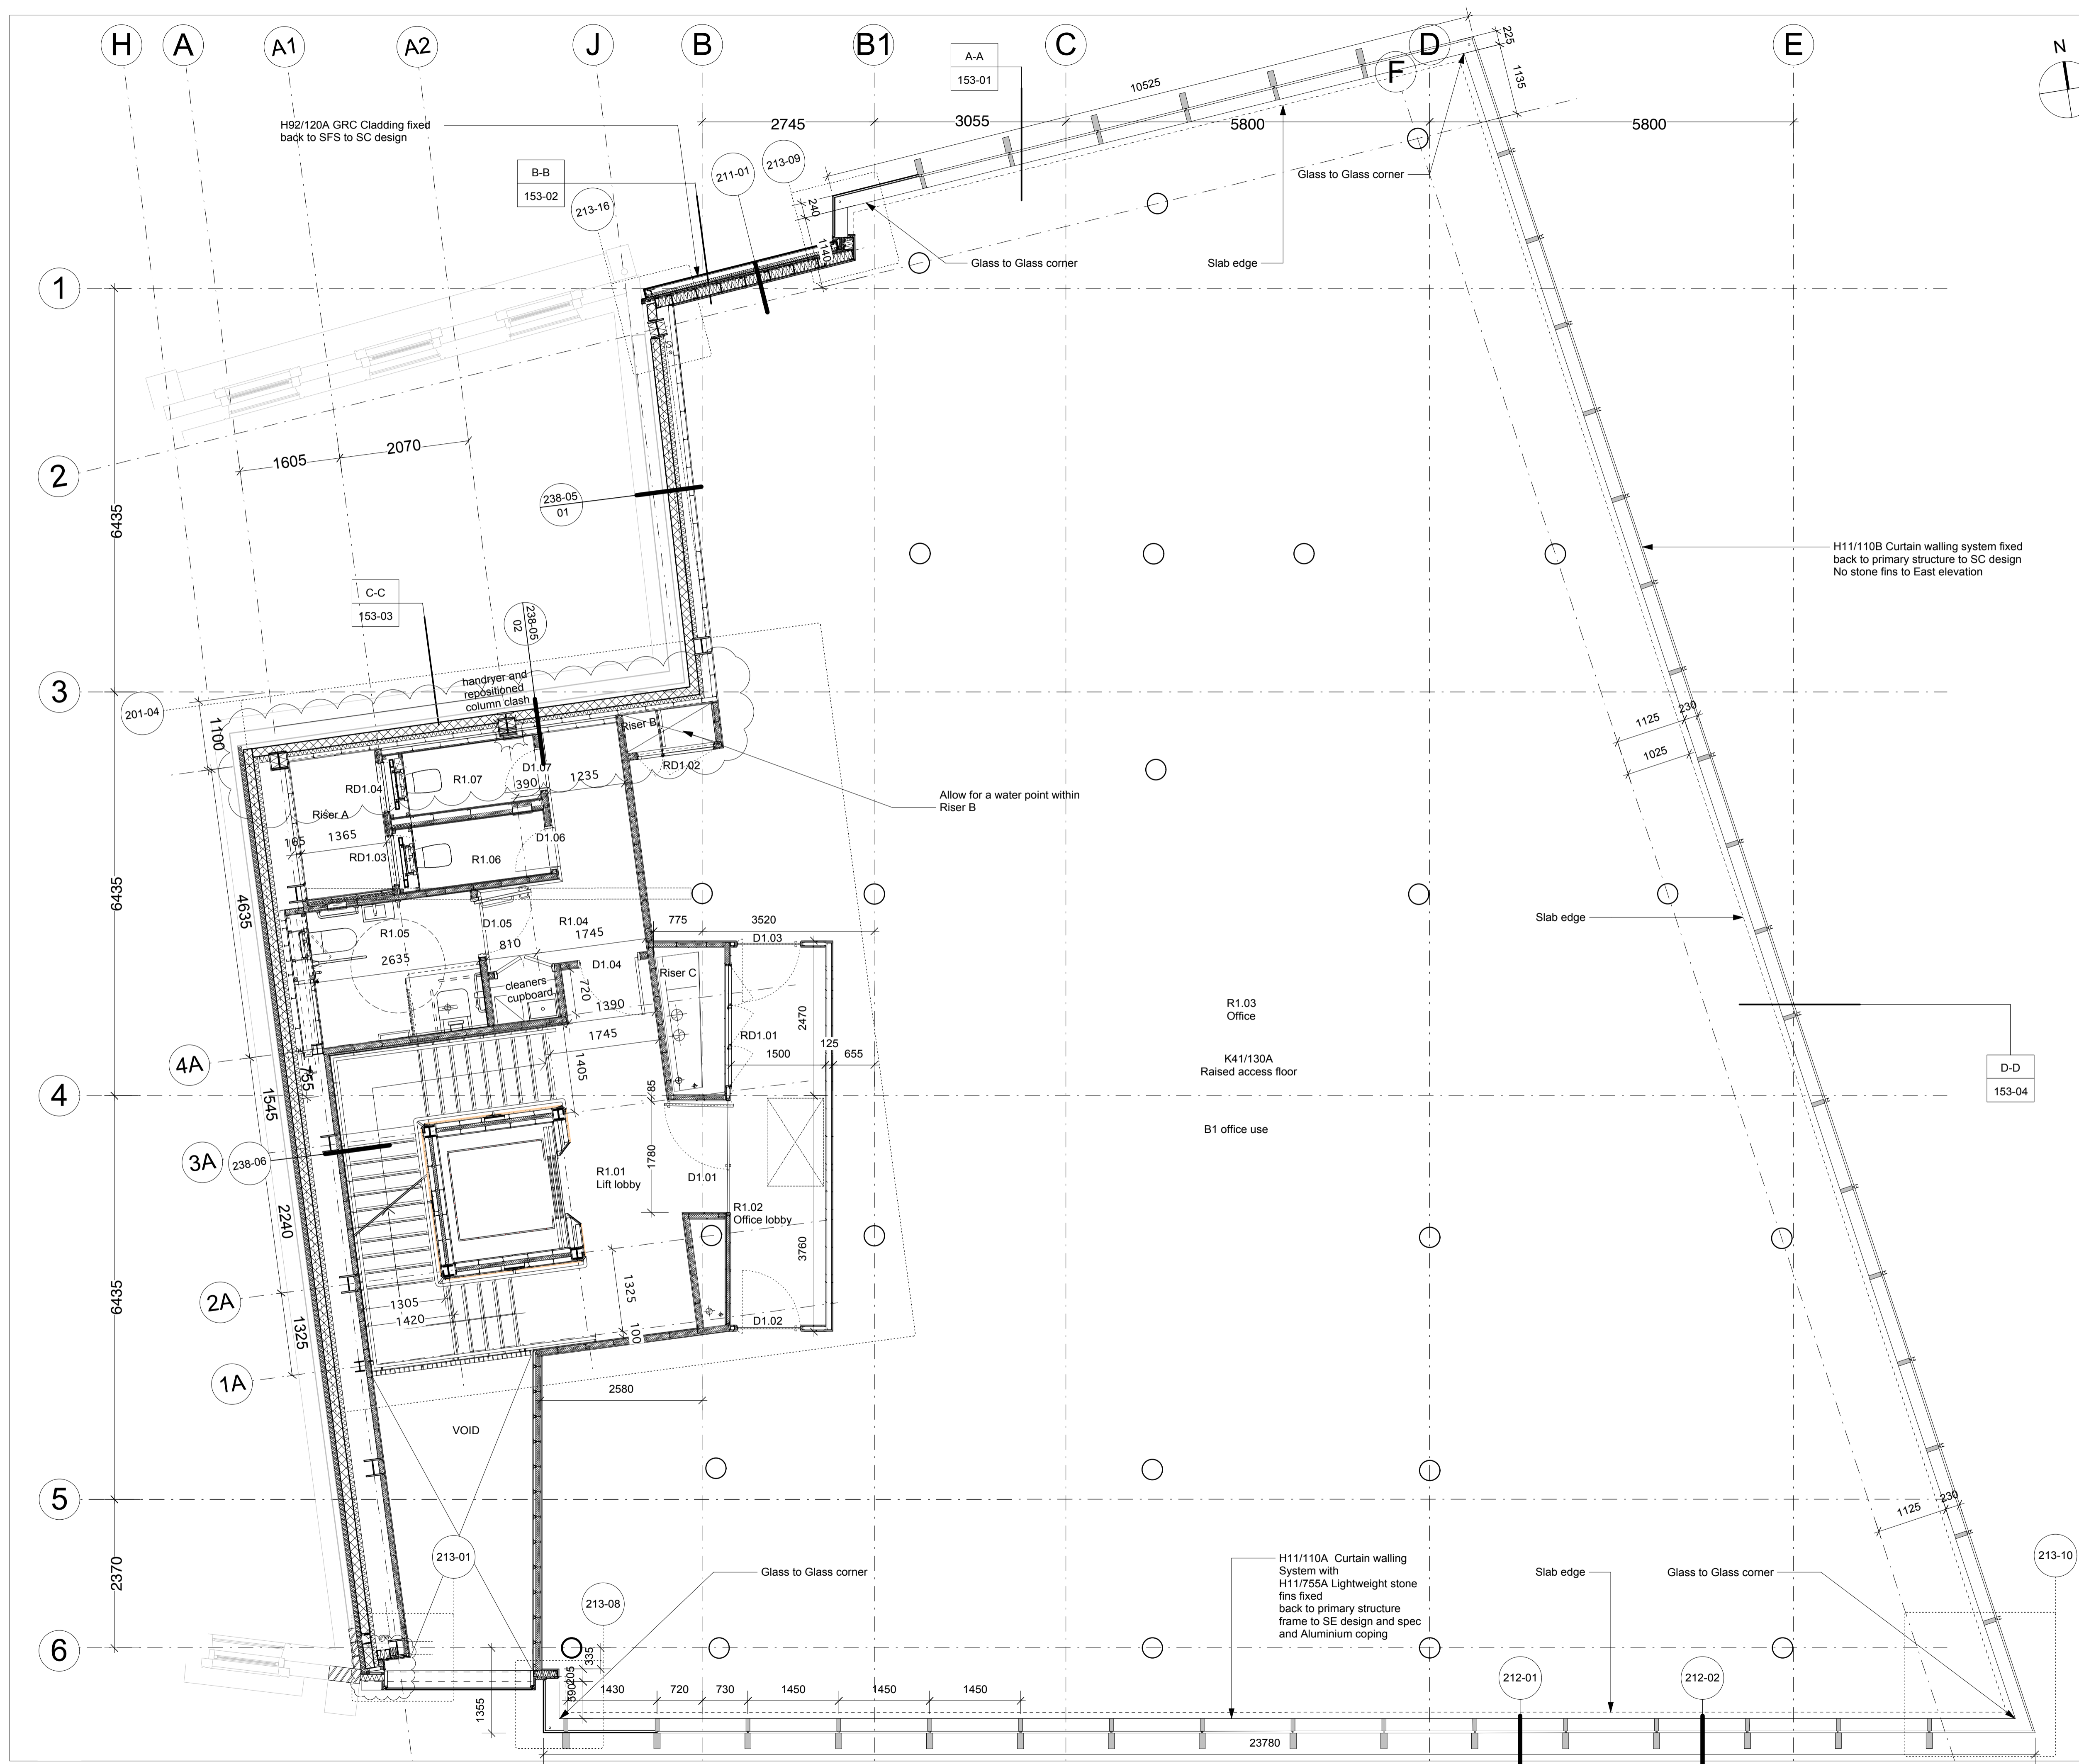 H
A
A1
A2
J
B
B1
C
D
F
E
N
A-A
153-01
10525
225
1135
2745
3055
5800
5800
H92/120A GRC Cladding fixed
back to SFS to SC design
B-B
153-02
213-16
211-01
213-09
240
1140
Glass to Glass corner
Glass to Glass corner
Slab edge
1
2
1605
2070
6435
238-05
01
H11/110B Curtain walling system fixed
back to primary structure to SC design
No stone fins to East elevation
C-C
153-03
238-05
02
3
201-04
1100
handryer and
repositioned
column clash
Riser B
RD1.02
1125
230
1025
RD1.04
R1.07
D1.07
390
1235
Allow for a water point within
Riser B
Riser A
165
1365
RD1.03
D1.06
R1.06
6435
4635
R1.05
D1.05
R1.04
1745
810
2635
775
3520
D1.03
Slab edge
D1.04
Riser C
cleaners
cupboard
720
1390
1745
2470
RD1.01
125
1500
655
R1.03
Office
K41/130A
Raised access floor
B1 office use
D-D
153-04
4A
755
1405
585
4
1545
3A
238-06
R1.01
Lift lobby
1780
D1.01
R1.02
Office lobby
3760
2240
6435
2A
1305
1420
1325
100
D1.02
1325
1A
2580
VOID
5
2370
1125
230
213-01
213-08
Glass to Glass corner
H11/110A Curtain walling
System with
H11/755A Lightweight stone
fins fixed
back to primary structure
frame to SE design and spec
and Aluminium coping
Slab edge
Glass to Glass corner
213-10
6
335
205
590
1355
1430
720
730
1450
1450
1450
212-01
212-02
23780